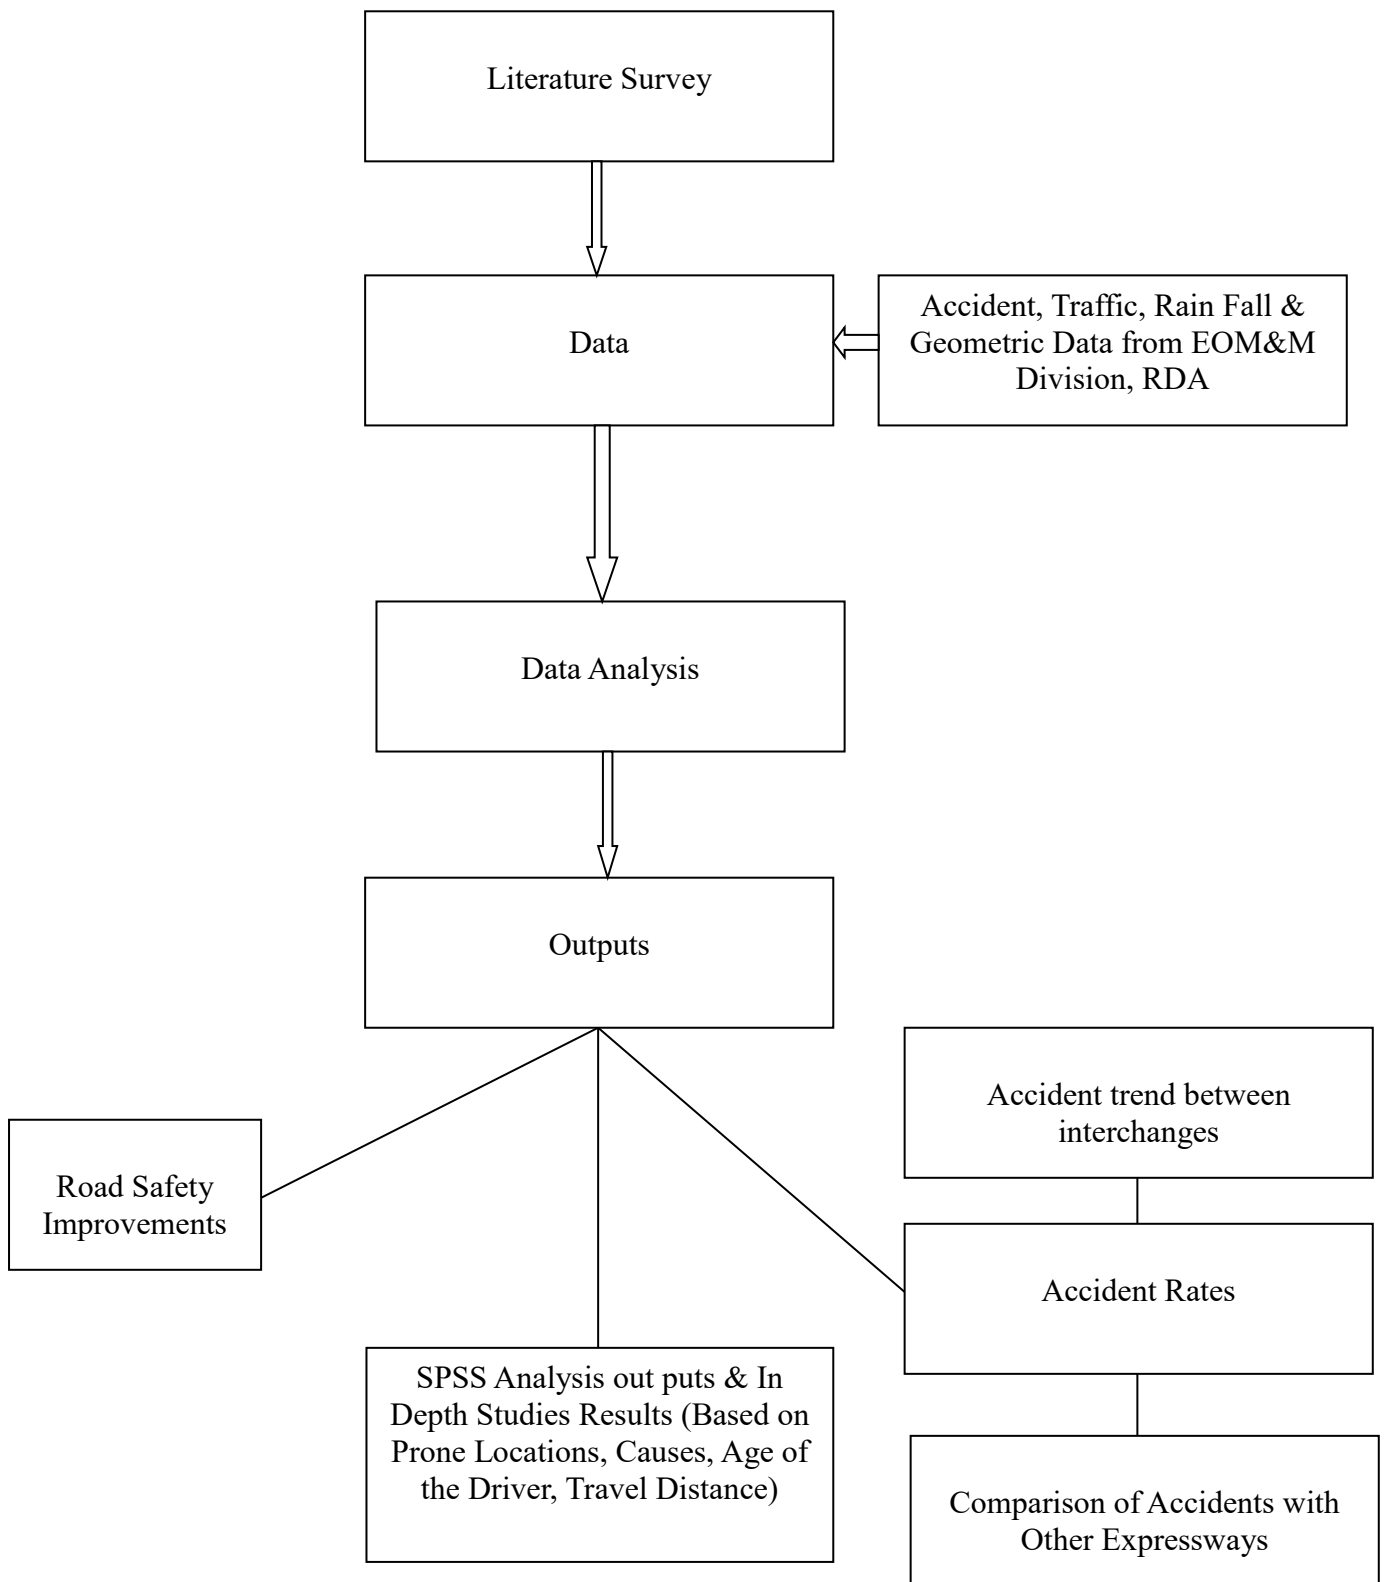 Literature Survey
Data
Accident, Traffic, Rain Fall &
Geometric Data from EOM&M
Division, RDA
Data Analysis
Outputs
Road Safety
Improvements
SPSS Analysis out puts & In
Depth Studies Results (Based on
Prone Locations, Causes, Age of
the Driver, Travel Distance)
Accident trend between
interchanges
Accident Rates
Comparison of Accidents with
Other Expressways